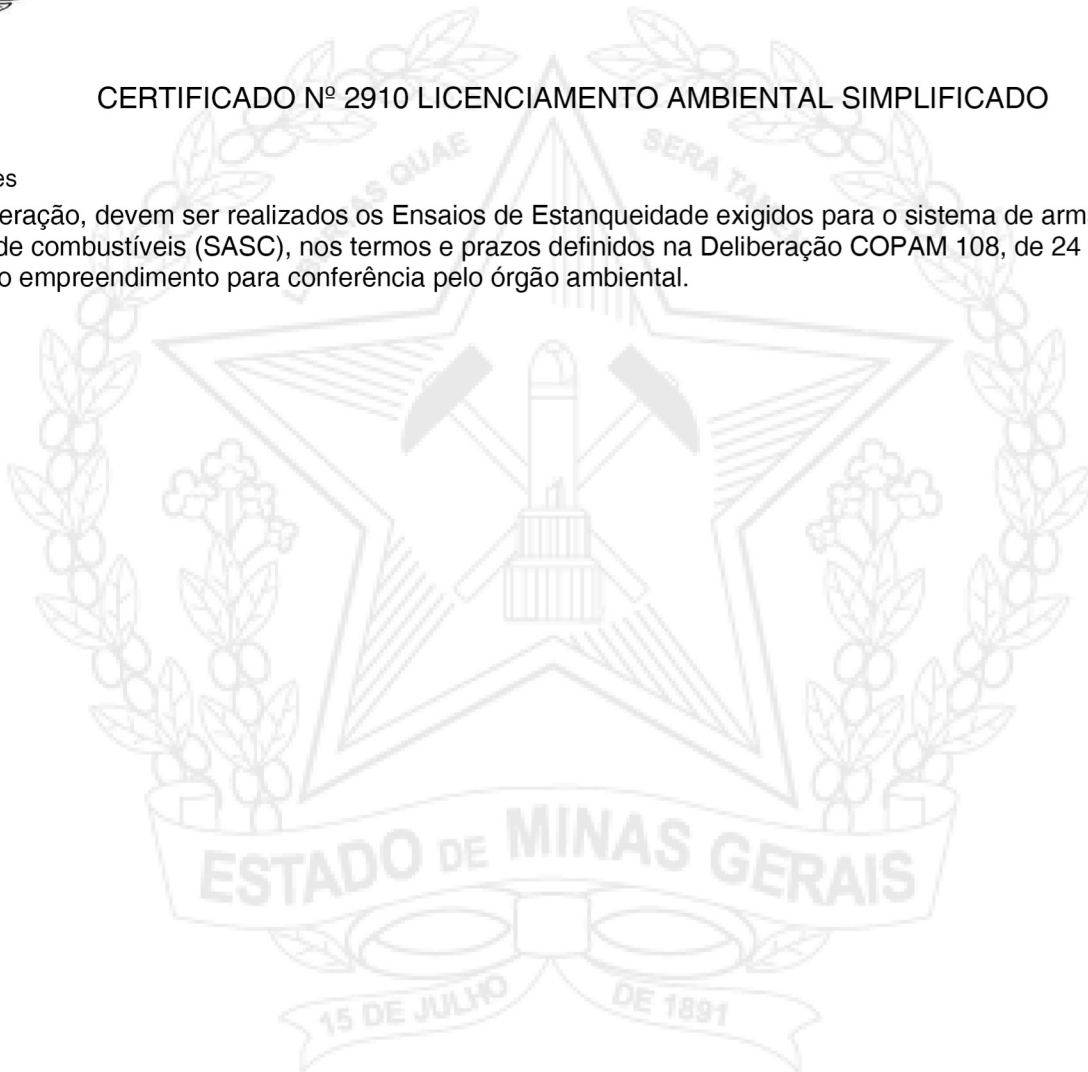 CERTIFICADO Nº 2910 LICENCIAMENTO AMBIENTAL SIMPLIFICADO
es
eração, devem ser realizados os Ensaios de Estanqueidade exigidos para o sistema de arm
de combustíveis (SASC), nos termos e prazos definidos na Deliberação COPAM 108, de 24
o empreendimento para conferência pelo órgão ambiental.
QUAE SERA TAMEN
ESTADO DE MINAS GERAIS
15 DE JULHO DE 1891